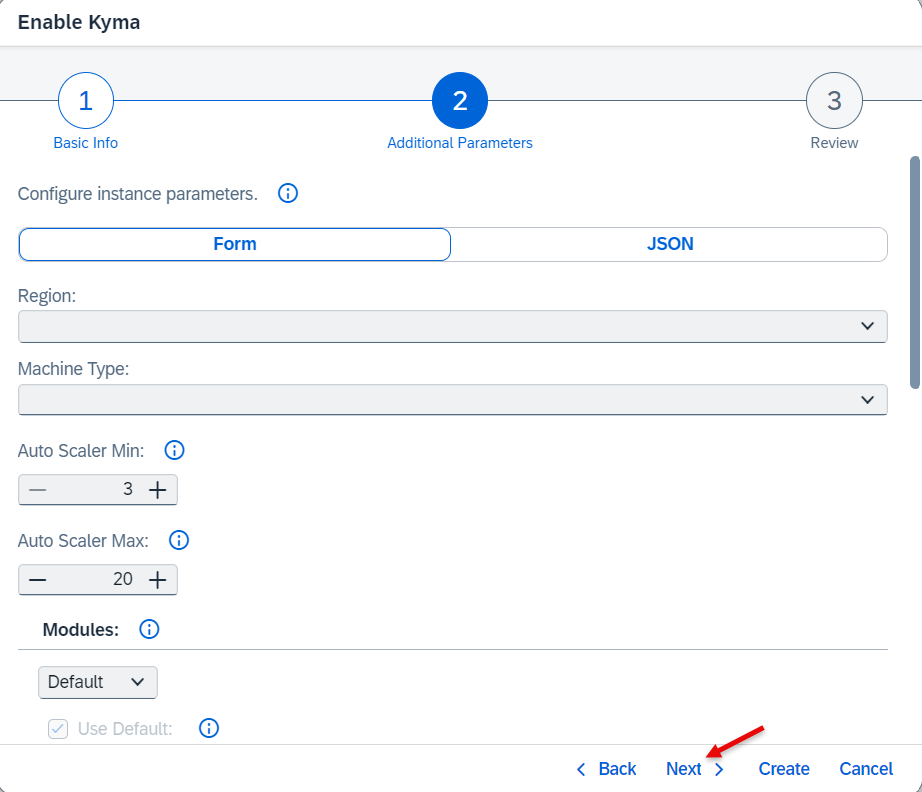 Enable Kyma
1 2 3
Basic Info Additional Parameters Review
Configure instance parameters.
Form JSON
Region:
Machine Type:
Auto Scaler Min:
3
Auto Scaler Max:
20
Modules:
Default
Use Default:
Back Next Create Cancel